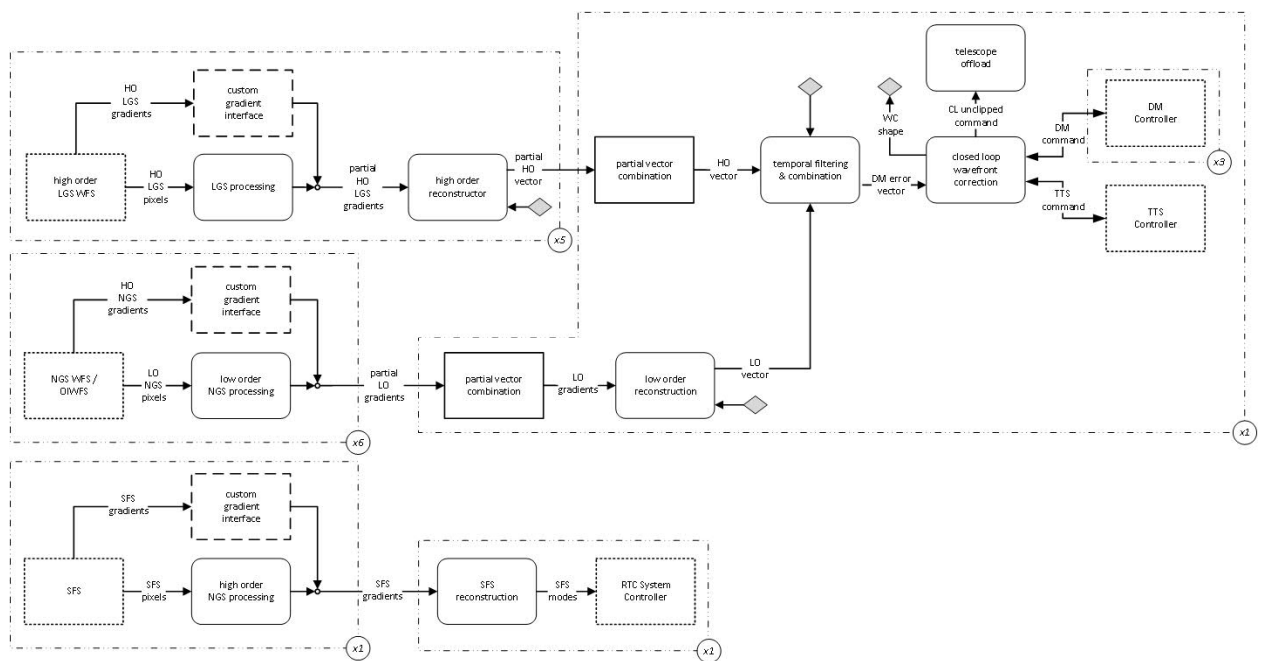 HO
LGS
gradients
custom
gradient
interface
high order
LGS WFS
HO
LGS
pixels
LGS processing
partial
HO
LGS
gradients
high order
reconstructor
partial
HO
vector
x5
partial vector
combination
HO
vector
temporal filtering
& combination
DM error
vector
WC
shape
telescope
offload
CL unclipped
command
closed loop
wavefront
correction
DM
command
DM
Controller
x3
TTS
command
TTS
Controller
HO
NGS
gradients
custom
gradient
interface
NGS WFS /
OIWFS
LO
NGS
pixels
low order
NGS processing
x6
partial
LO
gradients
partial vector
combination
LO
gradients
low order
reconstruction
LO
vector
x1
SFS
gradients
custom
gradient
interface
SFS
SFS
pixels
high order
NGS processing
x1
SFS
gradients
SFS
reconstruction
SFS
modes
RTC System
Controller
x1